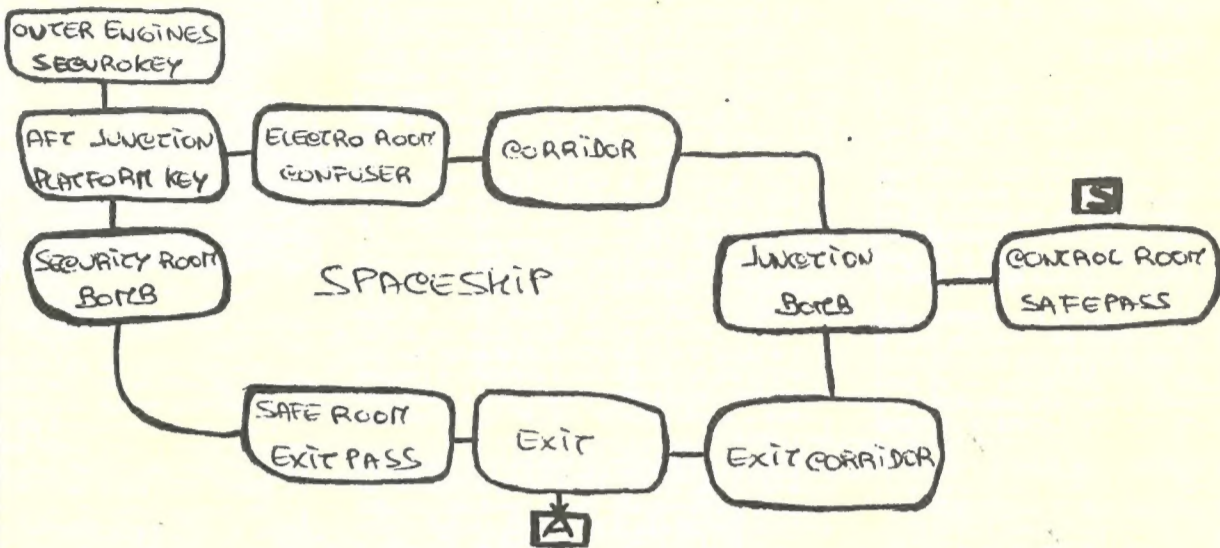 OUTER ENGINES
SECUROKEY
AFT JUNCTION
PLATFORM KEY
ELECTRO ROOM
CONFUSER
CORRIDOR
S
SECURITY ROOM
BOMB
SPACESHIP
JUNCTION
BOMB
CONTROL ROOM
SAFEPASS
SAFE ROOM
EXIT PASS
EXIT
EXIT CORRIDOR
A